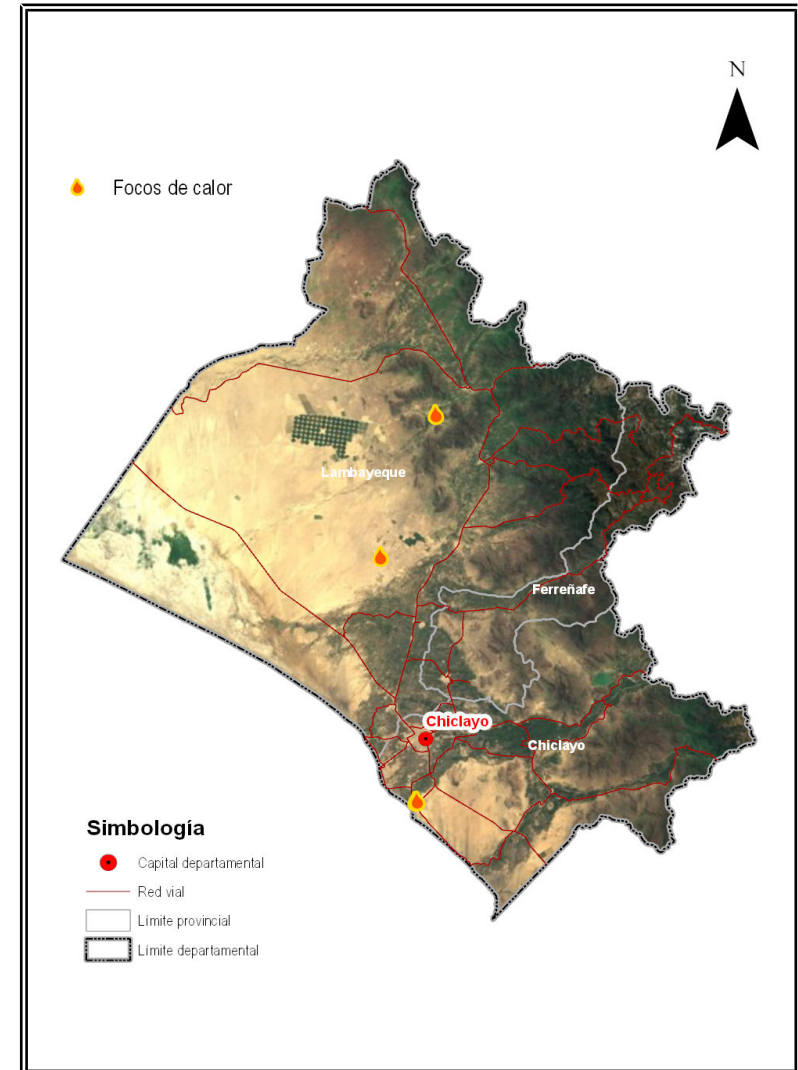 N
Focos de calor
Lambayeque
Ferreñafe
Chiclayo
Chiclayo
Simbología
Capital departamental
Red vial
Límite provincial
Límite departamental